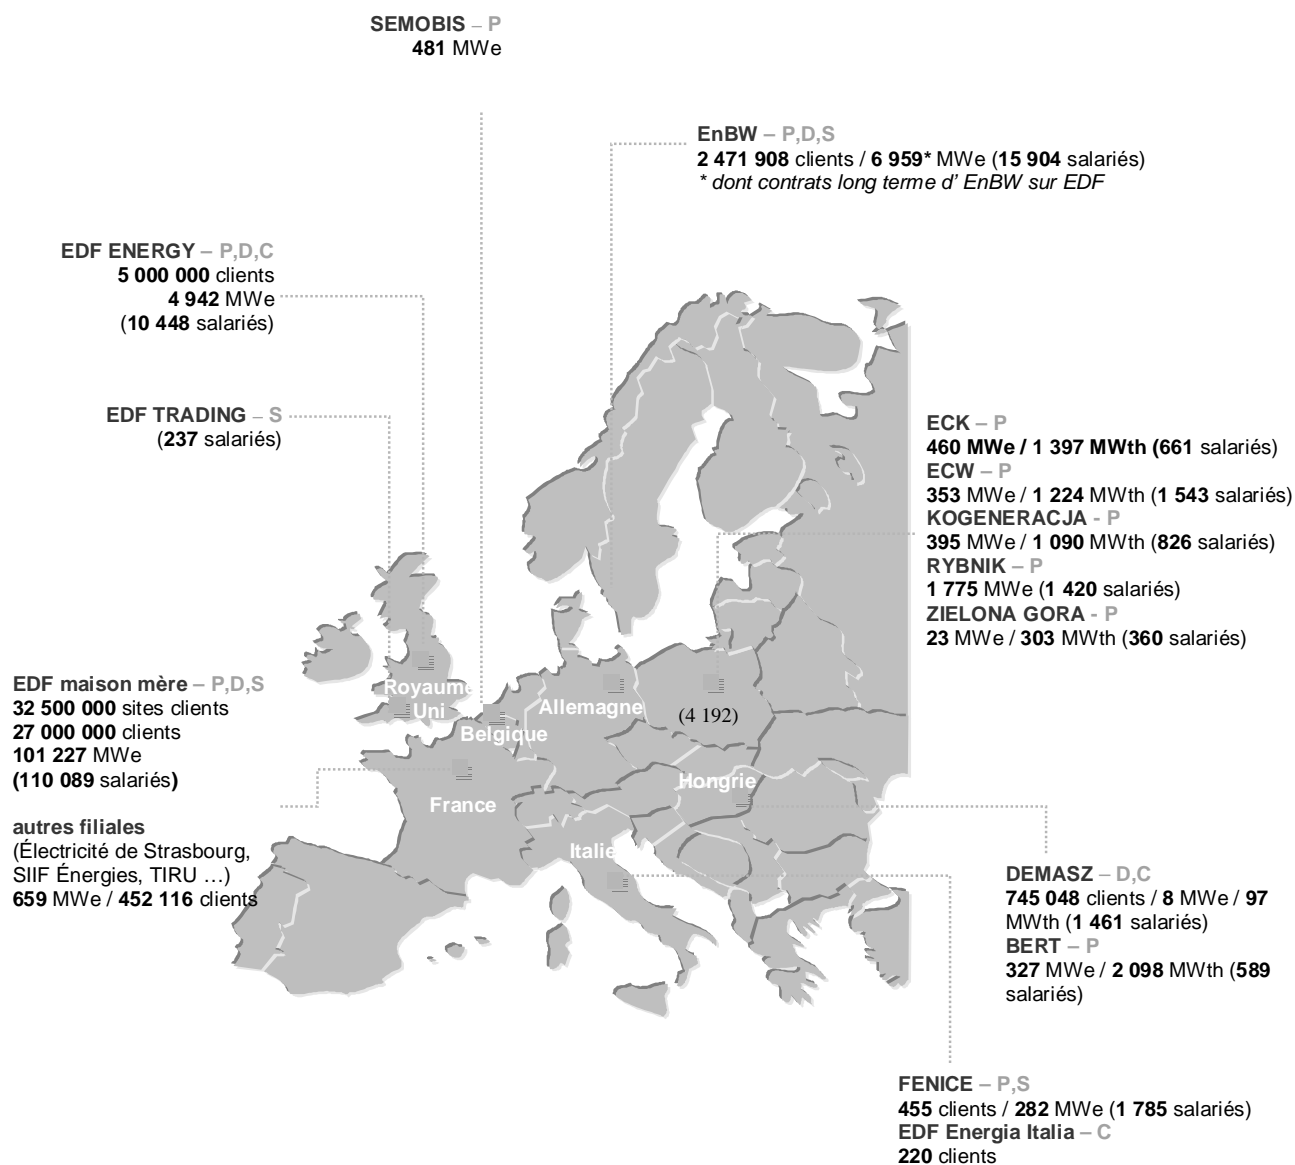 SEMOBIS – P
481 MWe
EnBW – P,D,S
2 471 908 clients / 6 959* MWe (15 904 salariés)
* dont contrats long terme d' EnBW sur EDF
EDF ENERGY – P,D,C
5 000 000 clients
4 942 MWe
(10 448 salariés)
EDF TRADING – S
(237 salariés)
ECK – P
460 MWe / 1 397 MWth (661 salariés)
ECW – P
353 MWe / 1 224 MWth (1 543 salariés)
KOGENERACJA - P
395 MWe / 1 090 MWth (826 salariés)
RYBNIK – P
1 775 MWe (1 420 salariés)
ZIELONA GORA - P
23 MWe / 303 MWth (360 salariés)
EDF maison mère – P,D,S
32 500 000 sites clients
27 000 000 clients
101 227 MWe
(110 089 salariés)
autres filiales
(Électricité de Strasbourg,
SIIF Énergies, TIRU …)
659 MWe / 452 116 clients
Royaume
Uni
Belgique
Allemagne
(4 192)
France
Hongrie
Italie
DEMASZ – D,C
745 048 clients / 8 MWe / 97
MWth (1 461 salariés)
BERT – P
327 MWe / 2 098 MWth (589
salariés)
FENICE – P,S
455 clients / 282 MWe (1 785 salariés)
EDF Energia Italia – C
220 clients